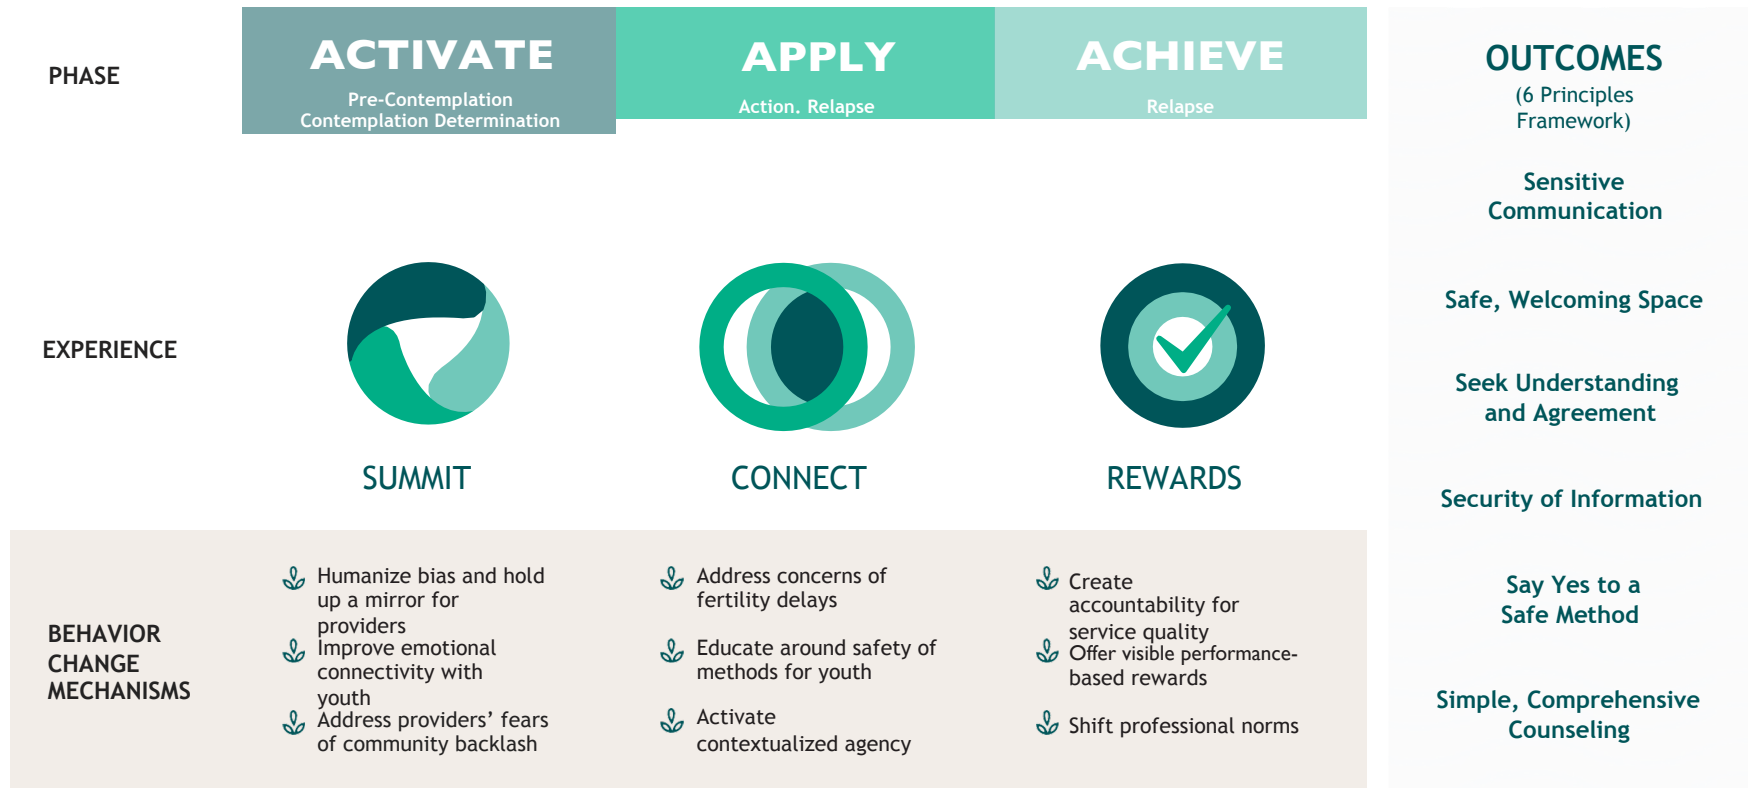 PHASE
ACTIVATE
Pre-Contemplation
Contemplation Determination
APPLY
Action. Relapse
ACHIEVE
Relapse
EXPERIENCE
SUMMIT
CONNECT
REWARDS
BEHAVIOR
CHANGE
MECHANISMS
Humanize bias and hold
up a mirror for
providers
Improve emotional
connectivity with
youth
Address providers’ fears
of community backlash
Address concerns of
fertility delays
Educate around safety of
methods for youth
Activate
contextualized agency
Create
accountability for
service quality
Offer visible performance-
based rewards
Shift professional norms
OUTCOMES
(6 Principles
Framework)
Sensitive
Communication
Safe, Welcoming Space
Seek Understanding
and Agreement
Security of Information
Say Yes to a
Safe Method
Simple, Comprehensive
Counseling